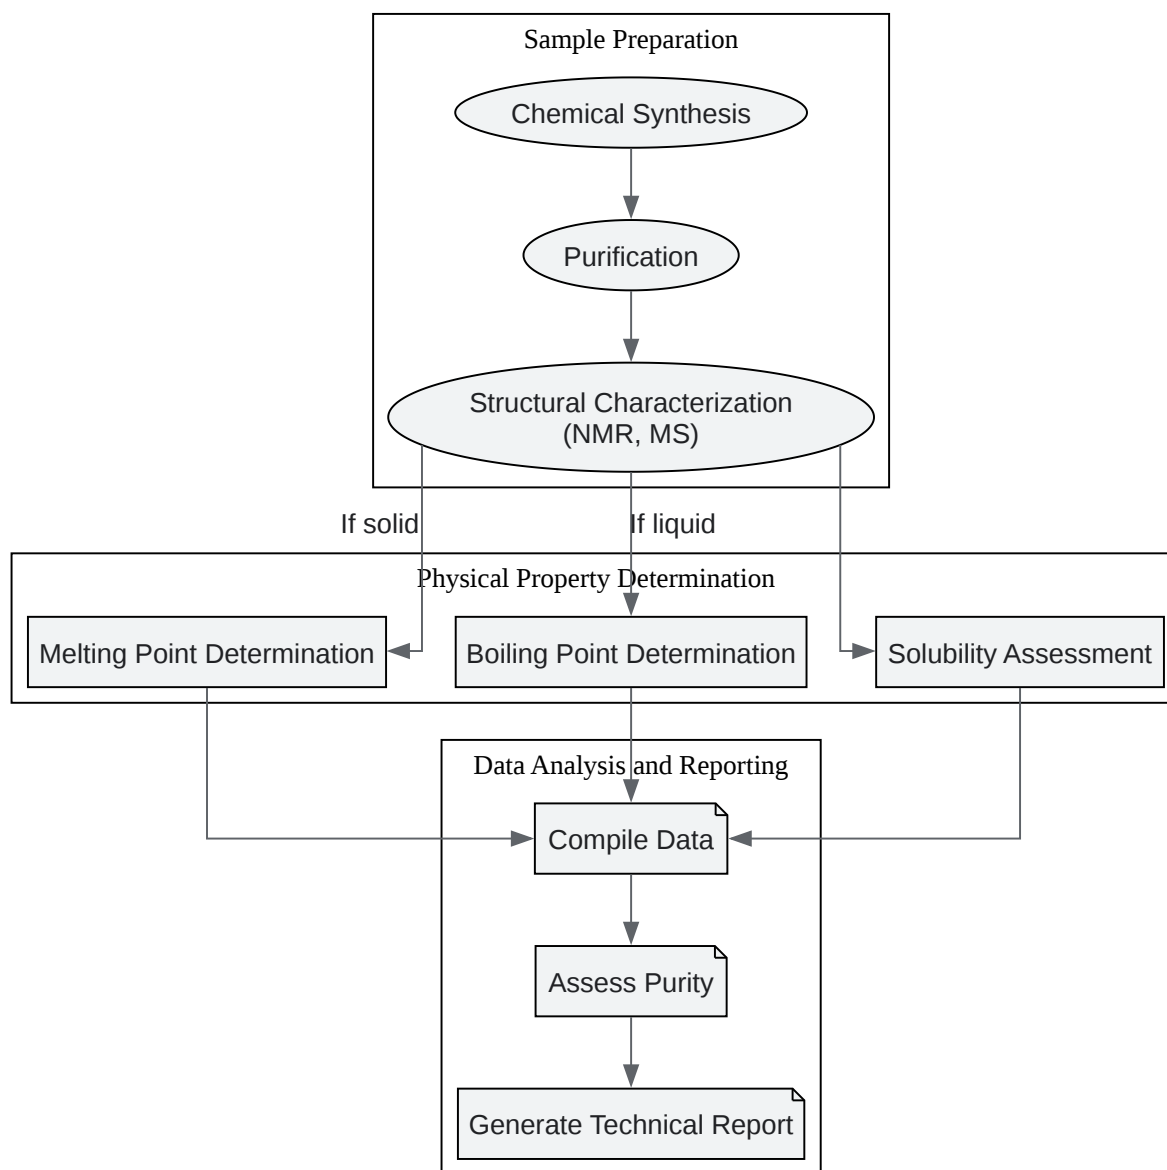 Sample Preparation
Chemical Synthesis
Purification
Structural Characterization
(NMR, MS)
If solid
If liquid
Physical Property Determination
Melting Point Determination
Boiling Point Determination
Solubility Assessment
Data Analysis and Reporting
Compile Data
Assess Purity
Generate Technical Report